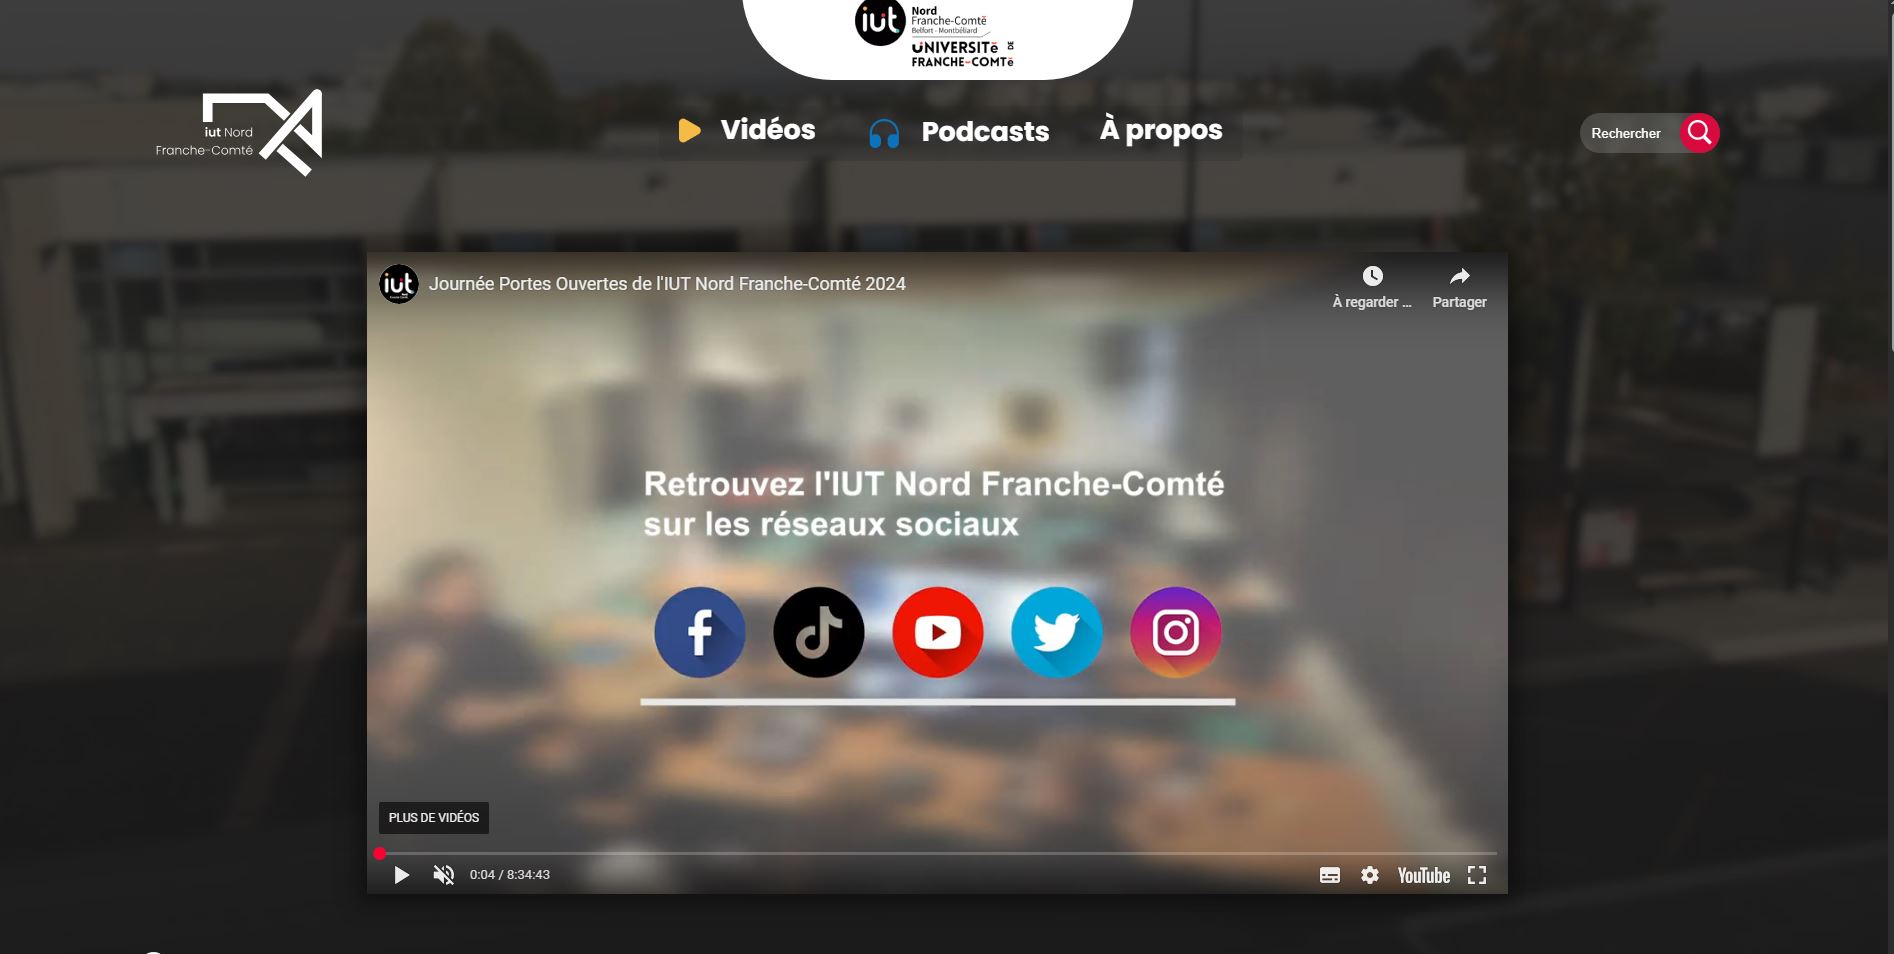 iut
Nord
Franche-Comté
Belfort - Montbéliard
UNIVERSITé DE
FRANCHE-COMTé
iut Nord
Franche-Comté
Vidéos
Podcasts
À propos
Rechercher
iut
Journée Portes Ouvertes de l'IUT Nord Franche-Comté 2024
À regarder ...
Partager
Retrouvez l'IUT Nord Franche-Comté
sur les réseaux sociaux
PLUS DE VIDÉOS
0:04 / 8:34:43
YouTube